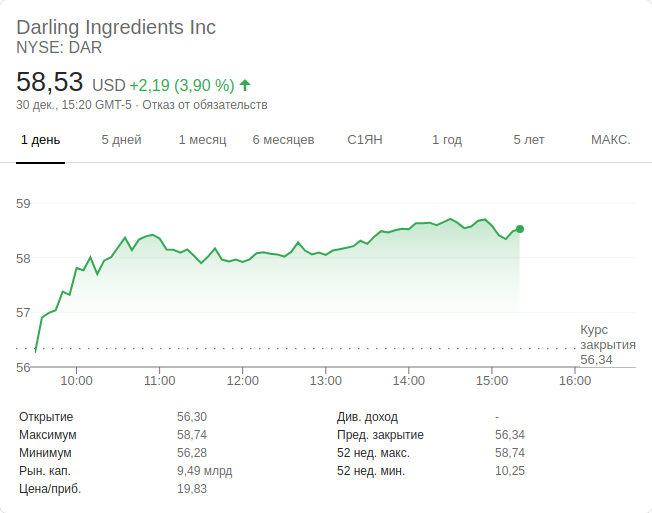 Darling Ingredients Inc
NYSE: DAR
58,53 USD +2,19 (3,90 %)
30 дек., 15:20 GMT-5 · Отказ от обязательств
1 день 5 дней 1 месяц 6 месяцев С1ЯН 1 год 5 лет МАКС.
59
58
57
56
Курс
закрытия
56,34
10:00 11:00 12:00 13:00 14:00 15:00 16:00
Открытие 56,30 Див. доход -
Максимум 58,74 Пред. закрытие 56,34
Минимум 56,28 52 нед. макс. 58,74
Рын. кап. 9,49 млрд 52 нед. мин. 10,25
Цена/приб. 19,83